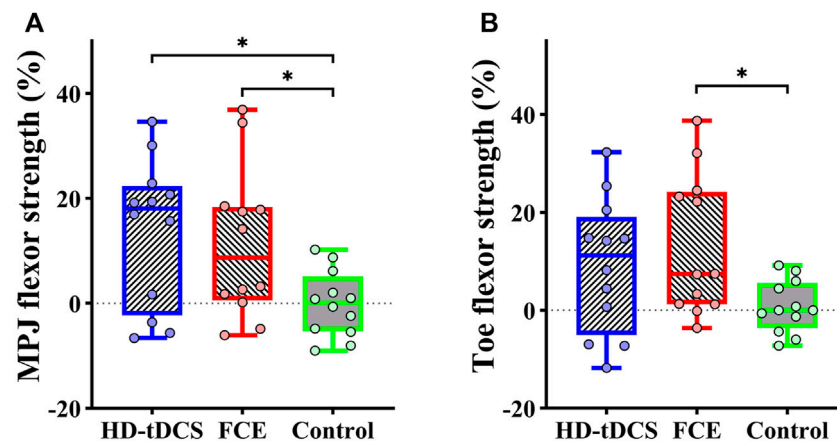 A
MPJ flexor strength (%)
40
20
0
-20
*
*
HD-tDCS FCE Control
B
Toe flexor strength (%)
40
20
0
-20
*
HD-tDCS FCE Control